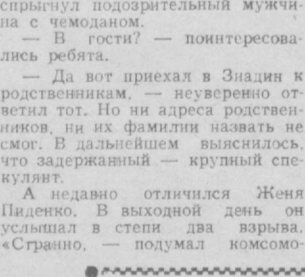 спрыгнул подозрительный мужчи-
на с чемоданом.
— В гости? — поинтересова-
лись ребята.
— Да вот приехал в Знадин к
родственникам, — неуверенно от-
ветил тот. Но ни адреса родствен-
ников, ни их фамилии назвать не
смог. В дальнейшем выяснилось,
что задержанный — крупный спе-
кулянт.
А недавно отличился Женя
Пиденко. В выходной день он
услышал в степи два взрыва.
«Странно, — подумал комсомо-